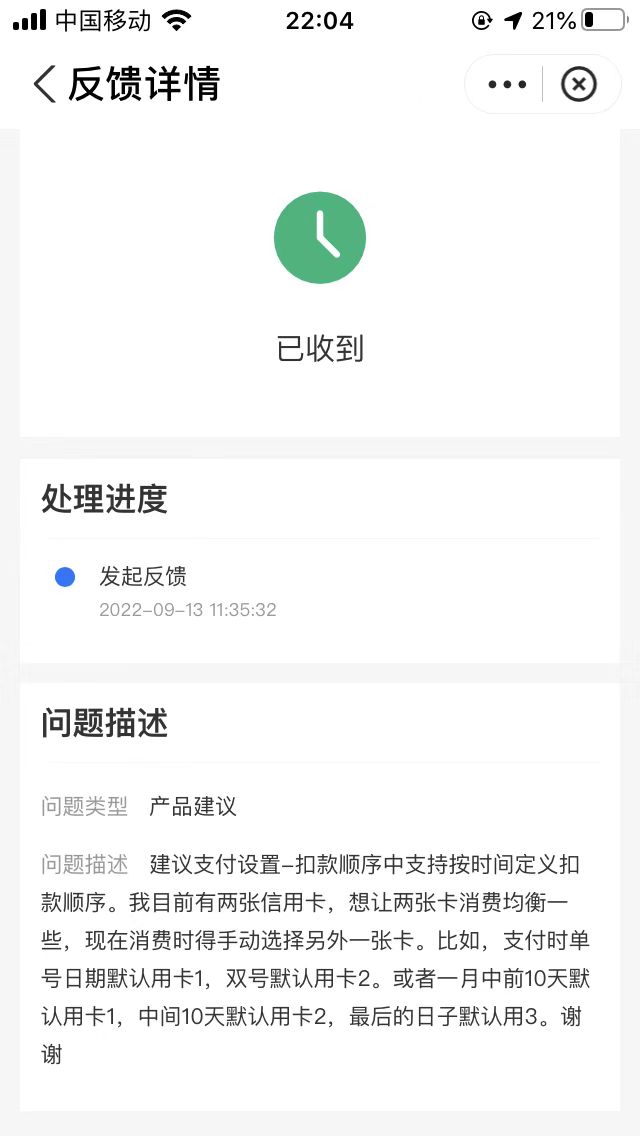 中国移动 22:04 21%
反馈详情
已收到
处理进度
发起反馈
2022-09-13 11:35:32
问题描述
问题类型 产品建议
问题描述 建议支付设置-扣款顺序中支持按时间定义扣
款顺序。我目前有两张信用卡，想让两张卡消费均衡一
些，现在消费时得手动选择另外一张卡。比如，支付时单
号日期默认用卡1，双号默认用卡2。或者一月中前10天默
认用卡1，中间10天默认用卡2，最后的日子默认用3。谢
谢